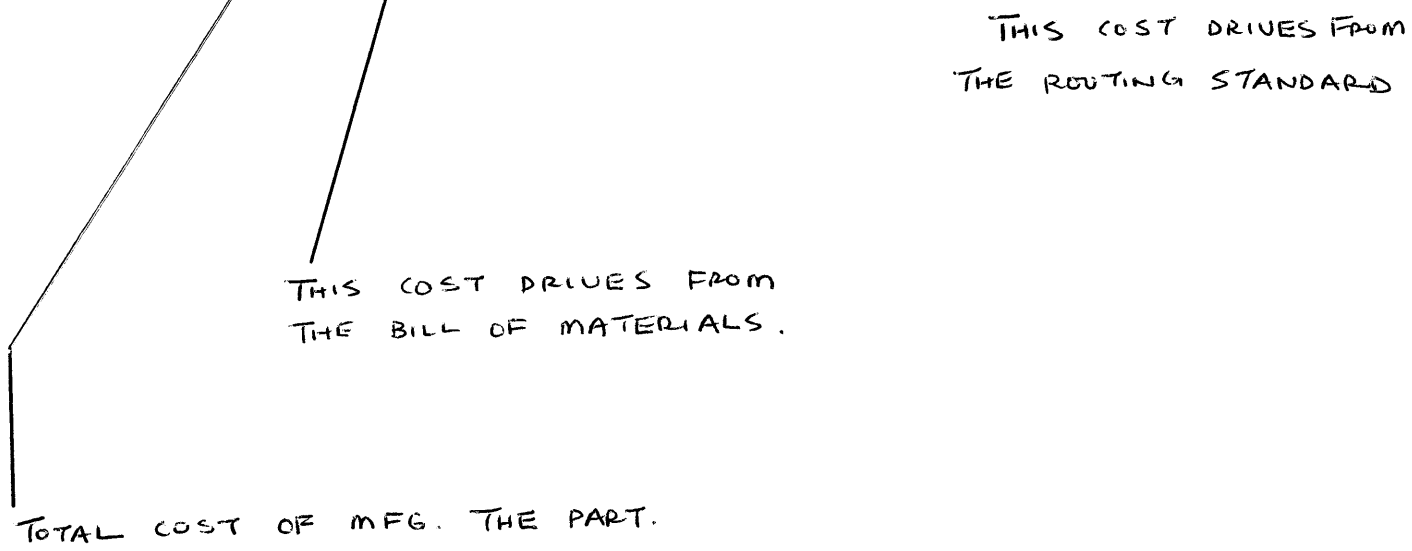 THIS COST DRIVES FROM
THE ROUTING STANDARD
THIS COST DRIVES FROM
THE BILL OF MATERIALS.
TOTAL COST OF MFG. THE PART.